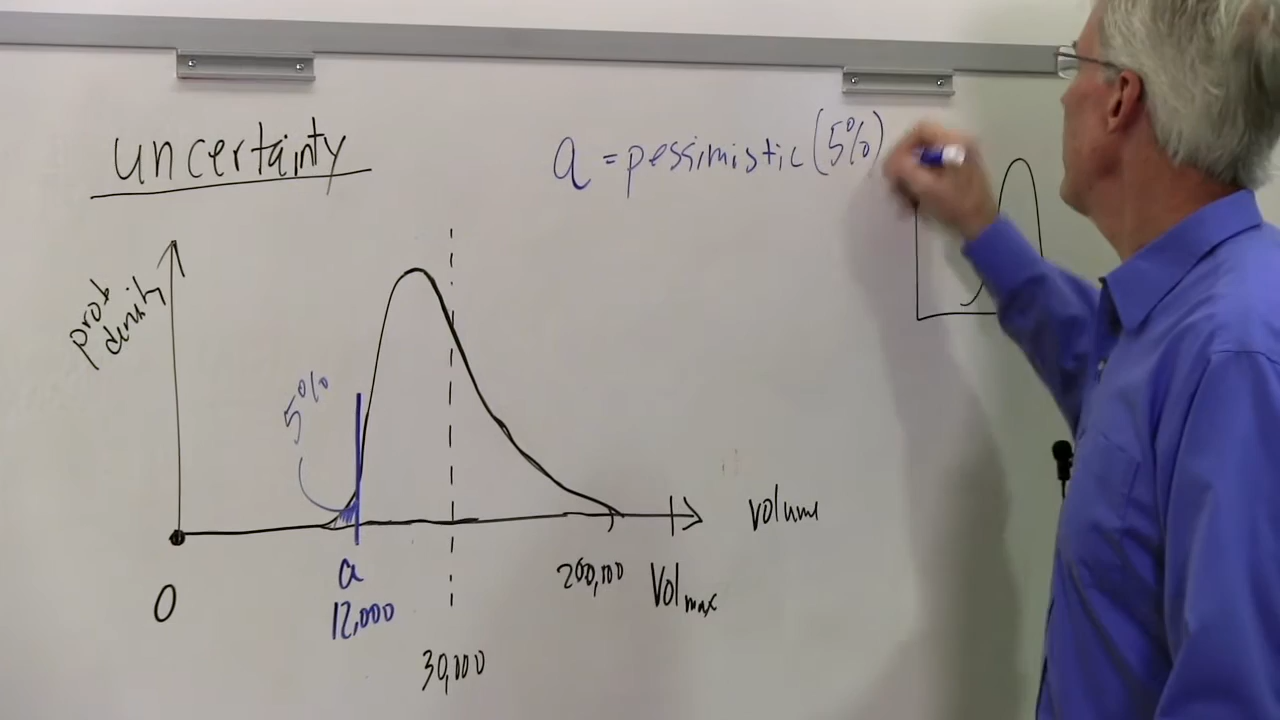 uncertainty
a = pessimistic (5%)
prob
density
5%
volume
0
a
12,000
30,000
200,000
Vol max